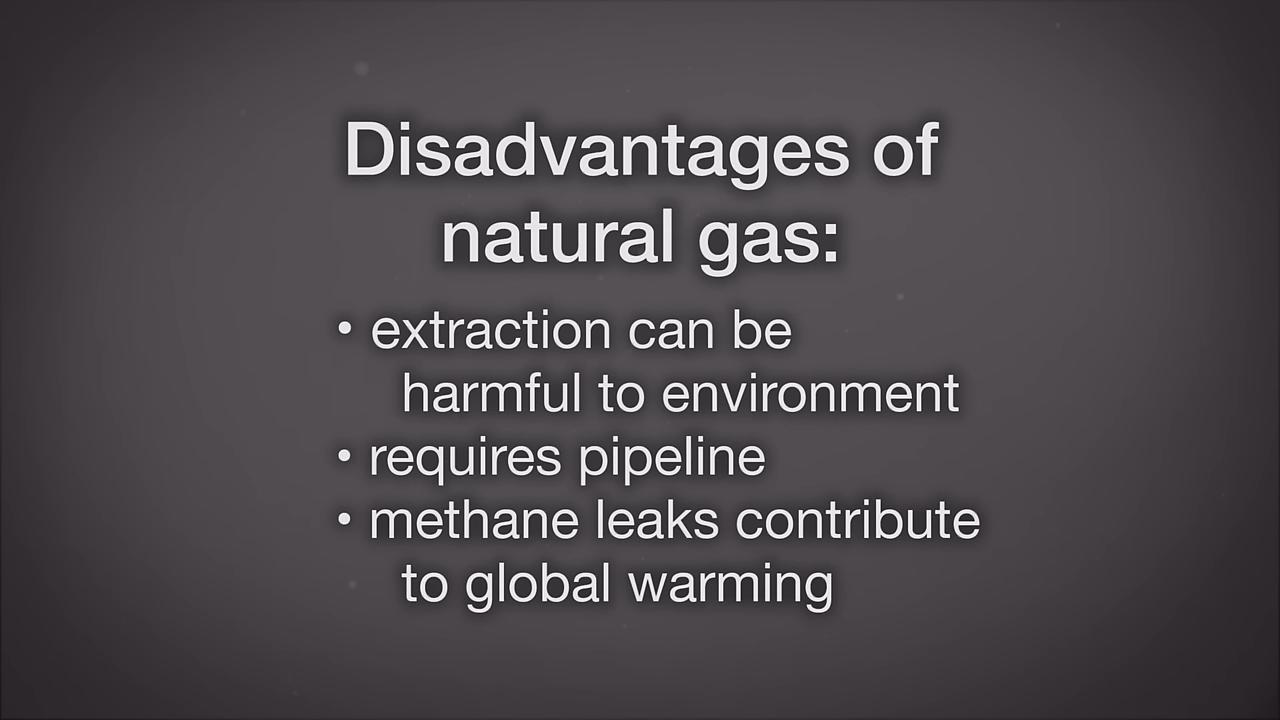 Disadvantages of
natural gas:
• extraction can be
harmful to environment
• requires pipeline
• methane leaks contribute
to global warming